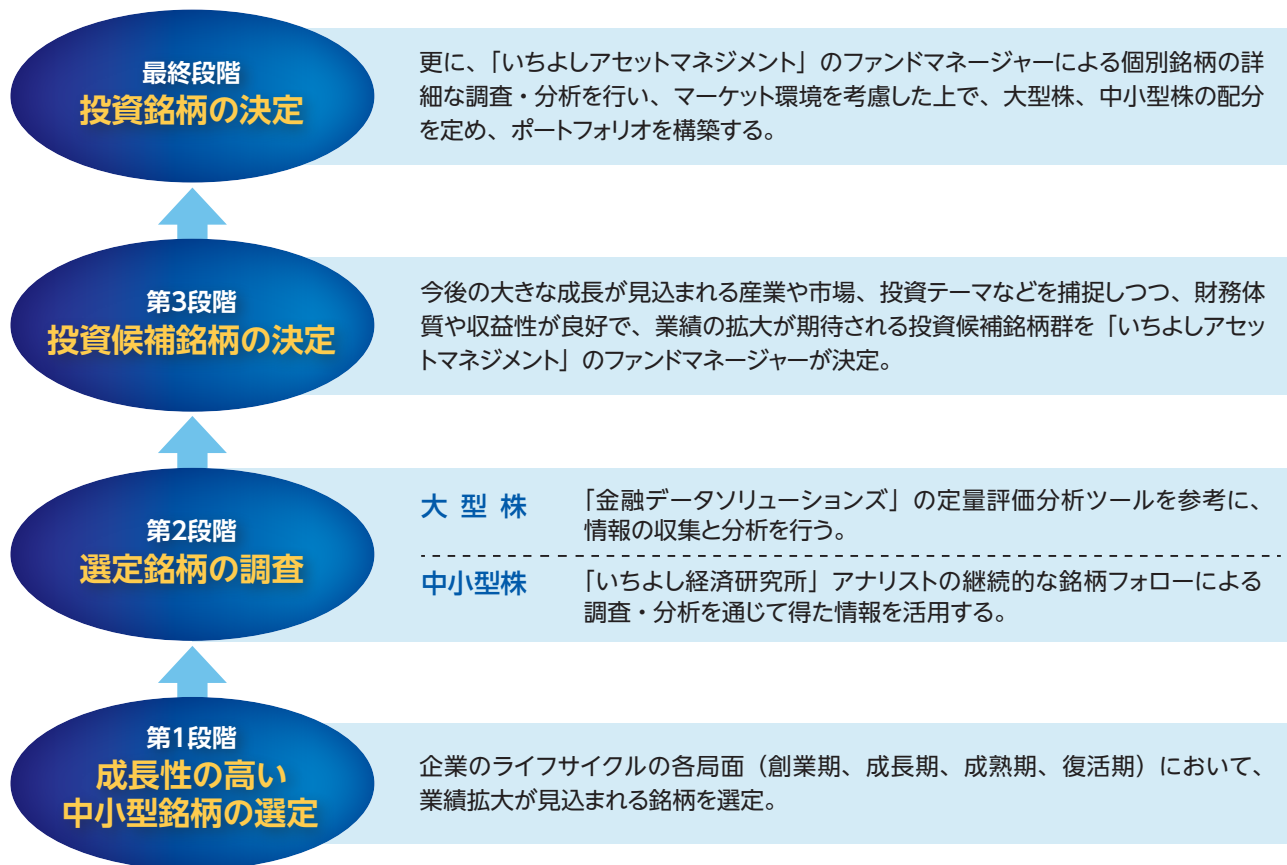 最終段階
投資銘柄の決定
更に、「いちよしアセットマネジメント」のファンドマネージャーによる個別銘柄の詳
細な調査・分析を行い、マーケット環境を考慮した上で、大型株、中小型株の配分
を定め、ポートフォリオを構築する。
第3段階
投資候補銘柄の決定
今後の大きな成長が見込まれる産業や市場、投資テーマなどを捕捉しつつ、財務体
質や収益性が良好で、業績の拡大が期待される投資候補銘柄群を「いちよしアセッ
トマネジメント」のファンドマネージャーが決定。
第2段階
選定銘柄の調査
大型株 「金融データソリューションズ」の定量評価分析ツールを参考に、
情報の収集と分析を行う。
中小型株 「いちよし経済研究所」アナリストの継続的な銘柄フォローによる
調査・分析を通じて得た情報を活用する。
第1段階
成長性の高い
中小型銘柄の選定
企業のライフサイクルの各局面（創業期、成長期、成熟期、復活期）において、
業績拡大が見込まれる銘柄を選定。